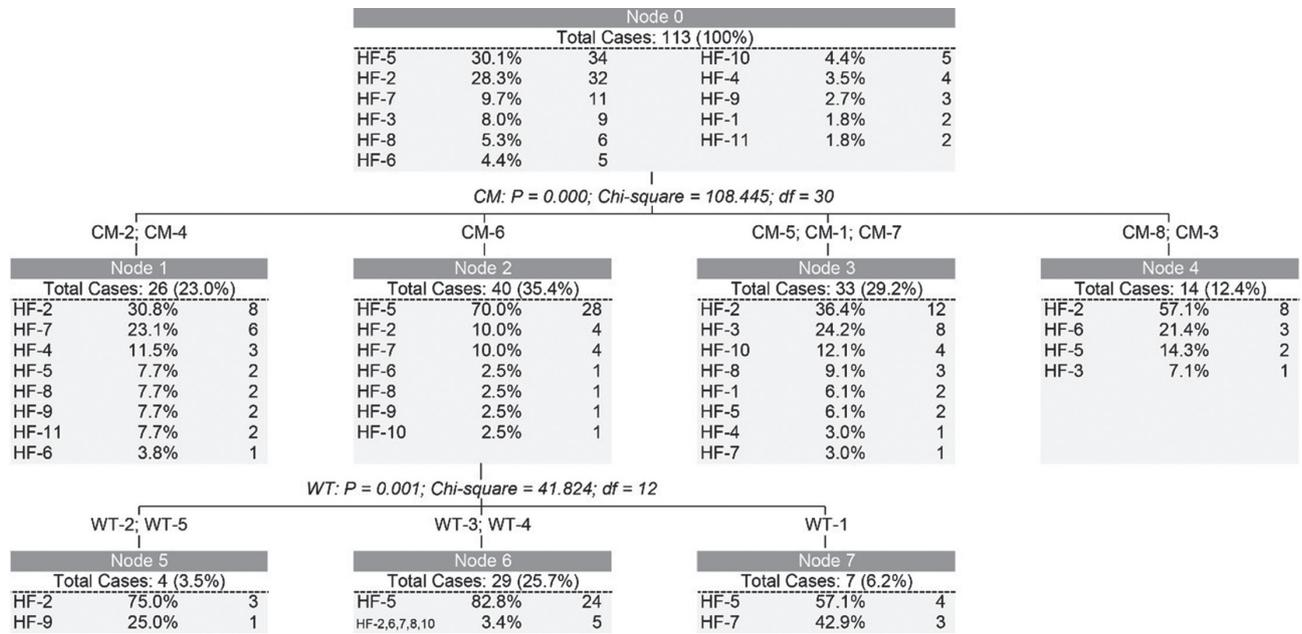 Node 0
Total Cases: 113 (100%)
HF-5 30.1% 34 HF-10 4.4% 5
HF-2 28.3% 32 HF-4 3.5% 4
HF-7 9.7% 11 HF-9 2.7% 3
HF-3 8.0% 9 HF-1 1.8% 2
HF-8 5.3% 6 HF-11 1.8% 2
HF-6 4.4% 5
CM: P = 0.000; Chi-square = 108.445; df = 30
CM-2; CM-4
Node 1
Total Cases: 26 (23.0%)
HF-2 30.8% 8
HF-7 23.1% 6
HF-4 11.5% 3
HF-5 7.7% 2
HF-8 7.7% 2
HF-9 7.7% 2
HF-11 7.7% 2
HF-6 3.8% 1
CM-6
Node 2
Total Cases: 40 (35.4%)
HF-5 70.0% 28
HF-2 10.0% 4
HF-7 10.0% 4
HF-6 2.5% 1
HF-8 2.5% 1
HF-9 2.5% 1
HF-10 2.5% 1
CM-5; CM-1; CM-7
Node 3
Total Cases: 33 (29.2%)
HF-2 36.4% 12
HF-3 24.2% 8
HF-10 12.1% 4
HF-8 9.1% 3
HF-1 6.1% 2
HF-5 6.1% 2
HF-4 3.0% 1
HF-7 3.0% 1
CM-8; CM-3
Node 4
Total Cases: 14 (12.4%)
HF-2 57.1% 8
HF-6 21.4% 3
HF-5 14.3% 2
HF-3 7.1% 1
WT: P = 0.001; Chi-square = 41.824; df = 12
WT-2; WT-5
Node 5
Total Cases: 4 (3.5%)
HF-2 75.0% 3
HF-9 25.0% 1
WT-3; WT-4
Node 6
Total Cases: 29 (25.7%)
HF-5 82.8% 24
HF-2,6,7,8,10 3.4% 5
WT-1
Node 7
Total Cases: 7 (6.2%)
HF-5 57.1% 4
HF-7 42.9% 3